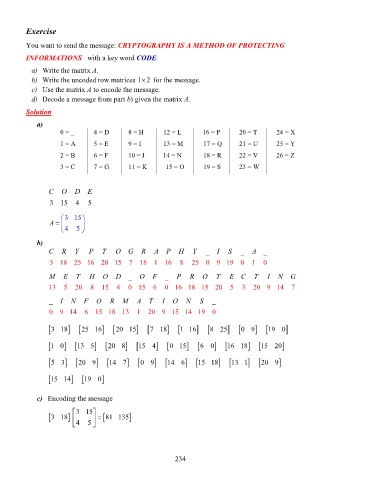 Exercise
You want to send the message: CRYPTOGRAPHY IS A METHOD OF PROTECTING
INFORMATIONS with a key word CODE
a) Write the matrix A.
b) Write the uncoded row matrices 1×2 for the message.
c) Use the matrix A to encode the message.
d) Decode a message from part b) given the matrix A.
Solution
a)
0 = _ 4 = D 8 = H 12 = L 16 = P 20 = T 24 = X
1 = A 5 = E 9 = I 13 = M 17 = Q 21 = U 25 = Y
2 = B 6 = F 10 = J 14 = N 18 = R 22 = V 26 = Z
3 = C 7 = G 11 = K 15 = O 19 = S 23 = W
C O D E
3 15 4 5
A = (3 15
4 5)
b)
C R Y P T O G R A P H Y _ I S _ A _
3 18 25 16 20 15 7 18 1 16 8 25 0 9 19 0 1 0
M E T H O D _ O F _ P R O T E C T I N G
13 5 20 8 15 4 0 15 6 0 16 18 15 20 5 3 20 9 14 7
_ I N F O R M A T I O N S _
0 9 14 6 15 18 13 1 20 9 15 14 19 0
[3 18] [25 16] [20 15] [7 18] [1 16] [8 25] [0 9] [19 0]
[1 0] [13 5] [20 8] [15 4] [0 15] [6 0] [16 18] [15 20]
[5 3] [20 9] [14 7] [0 9] [14 6] [15 18] [13 1] [20 9]
[15 14] [19 0]
c) Encoding the message
[3 18] [3 15
4 5] = [81 135]
234